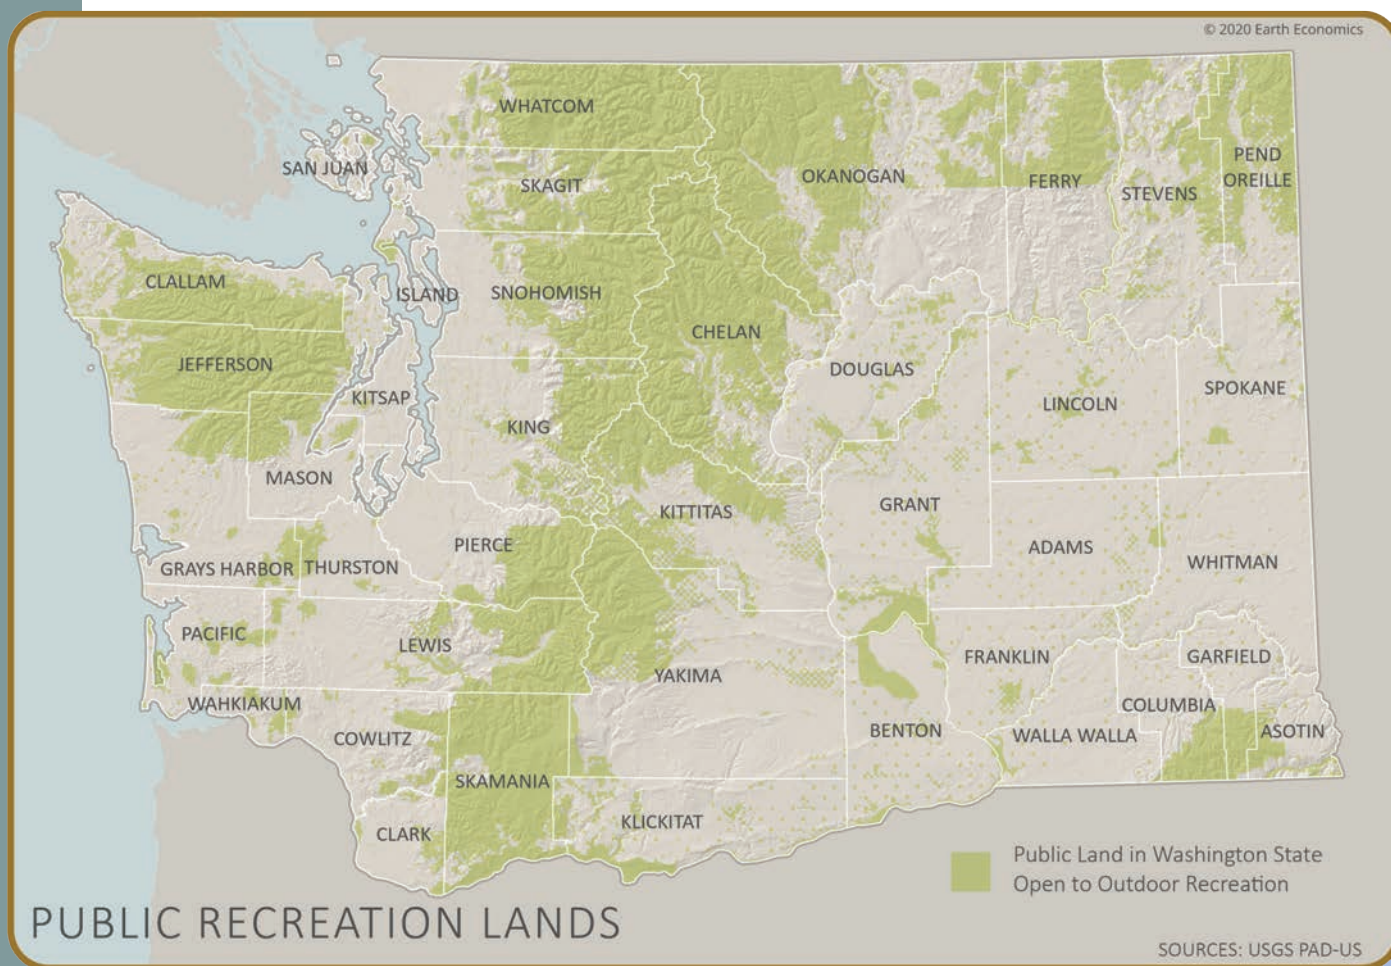 © 2020 Earth Economics
WHATCOM
SAN JUAN
SKAGIT
OKANOGAN
FERRY
STEVENS
PEND
OREILLE
CLALLAM
ISLAND
SNOHOMISH
CHELAN
JEFFERSON
KITSAP
DOUGLAS
LINCOLN
SPOKANE
KING
MASON
KITTITAS
GRANT
PIERCE
ADAMS
WHITMAN
GRAYS HARBOR
THURSTON
PACIFIC
LEWIS
YAKIMA
FRANKLIN
GARFIELD
WAHKIAKUM
COLUMBIA
COWLITZ
BENTON
WALLA WALLA
ASOTIN
SKAMANIA
CLARK
KLICKITAT
Public Land in Washington State
Open to Outdoor Recreation
PUBLIC RECREATION LANDS
SOURCES: USGS PAD-US